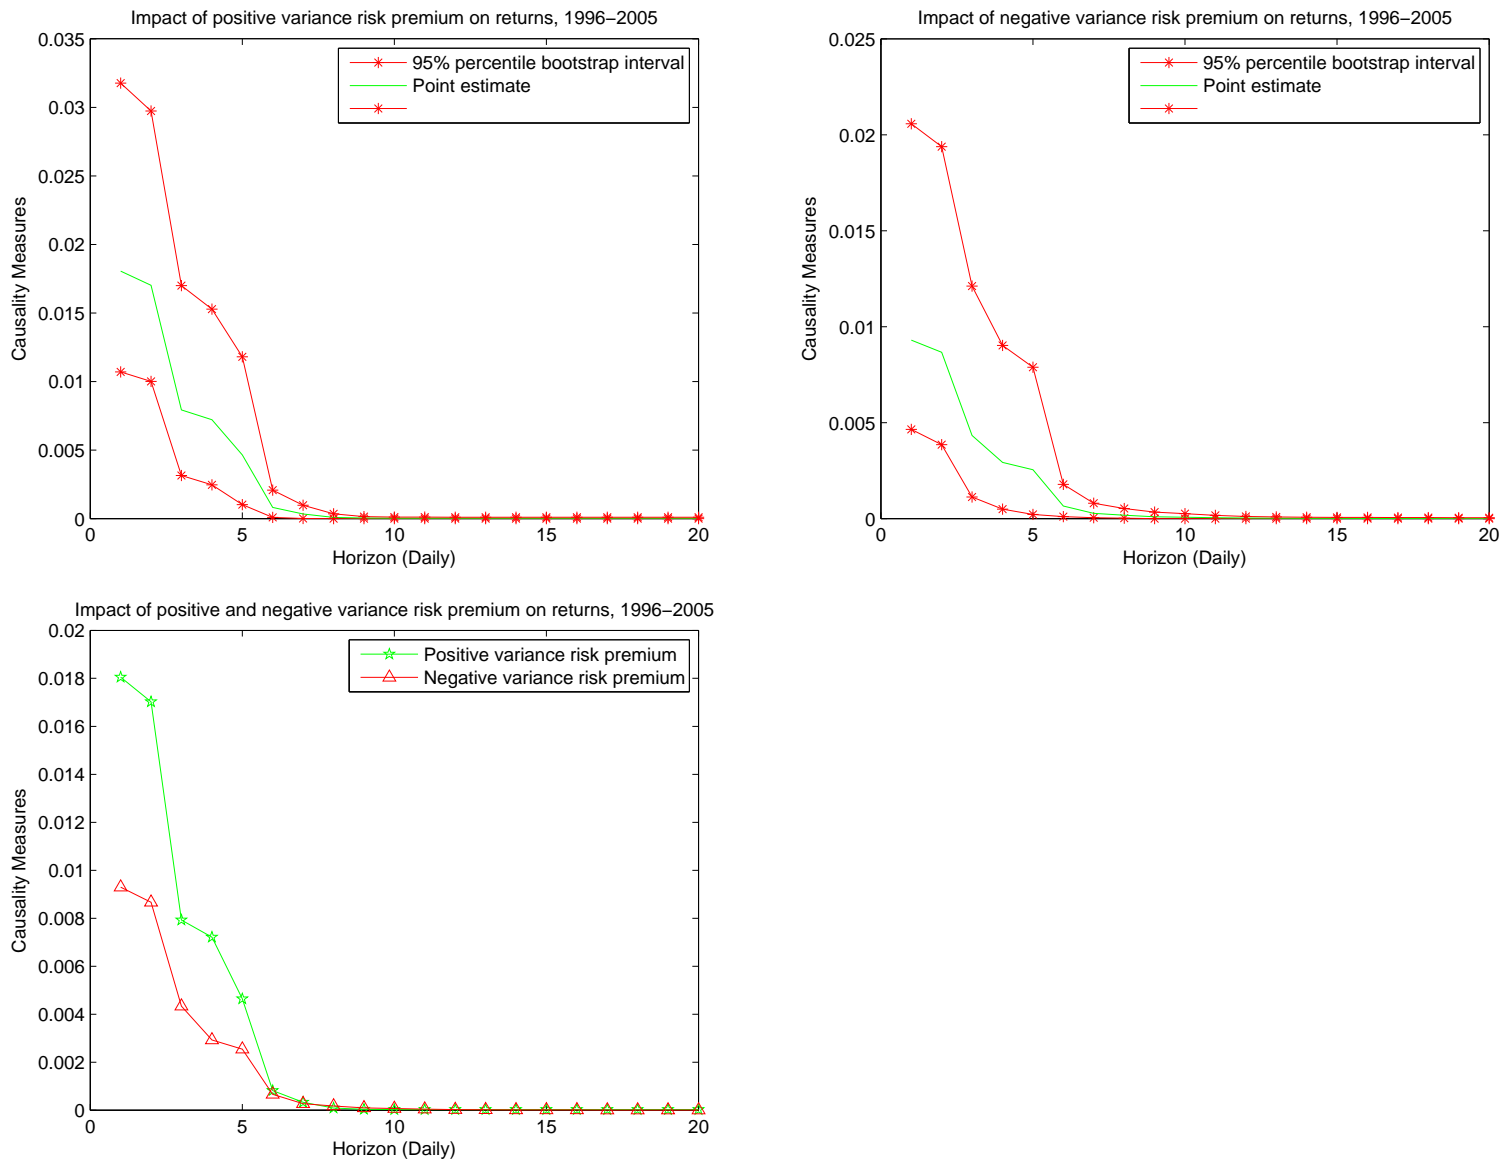 Impact of positive variance risk premium on returns, 1996−2005
0.035
0.03
0.025
0.02
0.015
0.01
0.005
0
Causality Measures
95% percentile bootstrap interval
Point estimate
0 5 10 15 20
Horizon (Daily)
Impact of negative variance risk premium on returns, 1996−2005
0.025
0.02
0.015
0.01
0.005
0
Causality Measures
95% percentile bootstrap interval
Point estimate
0 5 10 15 20
Horizon (Daily)
Impact of positive and negative variance risk premium on returns, 1996−2005
0.02
0.018
0.016
0.014
0.012
0.01
0.008
0.006
0.004
0.002
0
Causality Measures
Positive variance risk premium
Negative variance risk premium
0 5 10 15 20
Horizon (Daily)